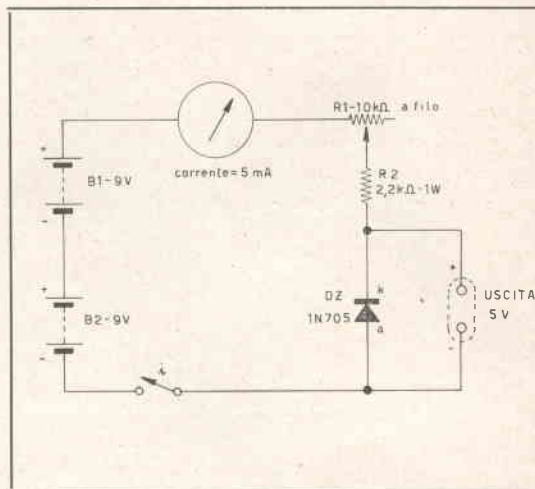 R1-10kΩ a filo
+
B1-9V
-
corrente = 5 mA
R2
2,2kΩ-1W
+
B2-9V
-
DZ
1N705
k
a
+
-
USCITA
5V
i